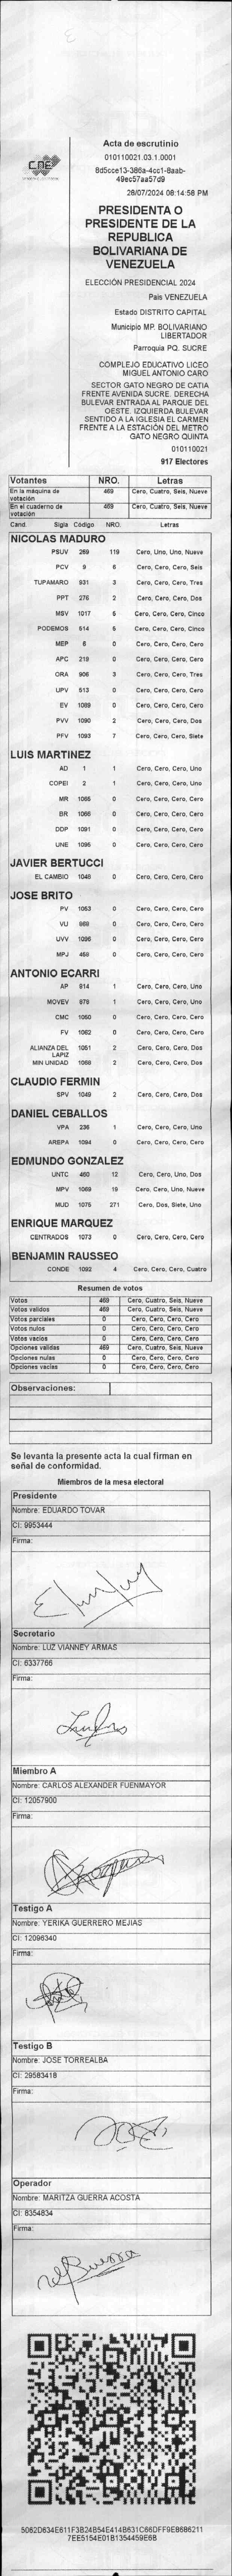 CNE
Acta de escrutinio
010110021.03.1.0001
8d5cce13-386a-4cc1-8aab-
49ec57aa57d9
28/07/2024 08:14:58 PM
PRESIDENTA O
PRESIDENTE DE LA
REPUBLICA
BOLIVARIANA DE
VENEZUELA
ELECCIÓN PRESIDENCIAL 2024
País VENEZUELA
Estado DISTRITO CAPITAL
Municipio MP. BOLIVARIANO
LIBERTADOR
Parroquia PQ. SUCRE
COMPLEJO EDUCATIVO LICEO
MIGUEL ANTONIO CARO
SECTOR GATO NEGRO DE CATIA
FRENTE AVENIDA SUCRE. DERECHA
BULEVAR ENTRADA AL PARQUE DEL
OESTE. IZQUIERDA BULEVAR
SENTIDO A LA IGLESIA EL CARMEN
FRENTE A LA ESTACIÓN DEL METRO
GATO NEGRO QUINTA
010110021
917 Electores
Votantes NRO. Letras
En la máquina de votación 469 Cero, Cuatro, Seis, Nueve
En el cuaderno de votación 469 Cero, Cuatro, Seis, Nueve
Cand. Sigla Código NRO. Letras
NICOLAS MADURO
PSUV 269 119 Cero, Uno, Uno, Nueve
PCV 9 6 Cero, Cero, Cero, Seis
TUPAMARO 931 3 Cero, Cero, Cero, Tres
PPT 276 2 Cero, Cero, Cero, Dos
MSV 1017 5 Cero, Cero, Cero, Cinco
PODEMOS 514 5 Cero, Cero, Cero, Cinco
MEP 6 0 Cero, Cero, Cero, Cero
APC 219 0 Cero, Cero, Cero, Cero
ORA 906 3 Cero, Cero, Cero, Tres
UPV 513 0 Cero, Cero, Cero, Cero
EV 1089 0 Cero, Cero, Cero, Cero
PVV 1090 2 Cero, Cero, Cero, Dos
PFV 1093 7 Cero, Cero, Cero, Siete
LUIS MARTINEZ
AD 1 1 Cero, Cero, Cero, Uno
COPEI 2 1 Cero, Cero, Cero, Uno
MR 1065 0 Cero, Cero, Cero, Cero
BR 1066 0 Cero, Cero, Cero, Cero
DDP 1091 0 Cero, Cero, Cero, Cero
UNE 1095 0 Cero, Cero, Cero, Cero
JAVIER BERTUCCI
EL CAMBIO 1048 0 Cero, Cero, Cero, Cero
JOSE BRITO
PV 1053 0 Cero, Cero, Cero, Cero
VU 968 0 Cero, Cero, Cero, Cero
UVV 1096 0 Cero, Cero, Cero, Cero
MPJ 458 0 Cero, Cero, Cero, Cero
ANTONIO ECARRI
AP 914 1 Cero, Cero, Cero, Uno
MOVEV 979 1 Cero, Cero, Cero, Uno
CMC 1050 0 Cero, Cero, Cero, Cero
FV 1062 0 Cero, Cero, Cero, Cero
ALIANZA DEL LAPIZ 1051 2 Cero, Cero, Cero, Dos
MIN UNIDAD 1068 2 Cero, Cero, Cero, Dos
CLAUDIO FERMIN
SPV 1049 2 Cero, Cero, Cero, Dos
DANIEL CEBALLOS
VPA 236 1 Cero, Cero, Cero, Uno
AREPA 1094 0 Cero, Cero, Cero, Cero
EDMUNDO GONZALEZ
UNTC 460 12 Cero, Cero, Uno, Dos
MPV 1069 19 Cero, Cero, Uno, Nueve
MUD 1075 271 Cero, Dos, Siete, Uno
ENRIQUE MARQUEZ
CENTRADOS 1073 0 Cero, Cero, Cero, Cero
BENJAMIN RAUSSEO
CONDE 1092 4 Cero, Cero, Cero, Cuatro
Resumen de votos
Votos 469 Cero, Cuatro, Seis, Nueve
Votos validos 469 Cero, Cuatro, Seis, Nueve
Votos parciales 0 Cero, Cero, Cero, Cero
Votos nulos 0 Cero, Cero, Cero, Cero
Votos vacios 0 Cero, Cero, Cero, Cero
Opciones validas 469 Cero, Cuatro, Seis, Nueve
Opciones nulas 0 Cero, Cero, Cero, Cero
Opciones vacias 0 Cero, Cero, Cero, Cero
Observaciones:
Se levanta la presente acta la cual firman en
señal de conformidad.
Miembros de la mesa electoral
Presidente
Nombre: EDUARDO TOVAR
CI: 9953444
Firma:
Secretario
Nombre: LUZ VIANNEY ARMAS
CI: 6337766
Firma:
Miembro A
Nombre: CARLOS ALEXANDER FUENMAYOR
CI: 12057900
Firma:
Testigo A
Nombre: YERIKA GUERRERO MEJIAS
CI: 12096340
Firma:
Testigo B
Nombre: JOSE TORREALBA
CI: 29583418
Firma:
Operador
Nombre: MARITZA GUERRA ACOSTA
CI: 8354834
Firma:
5062D634E611F3B24B54E414B631C66DFF9E8686211
7EE5154E01B1354459E68